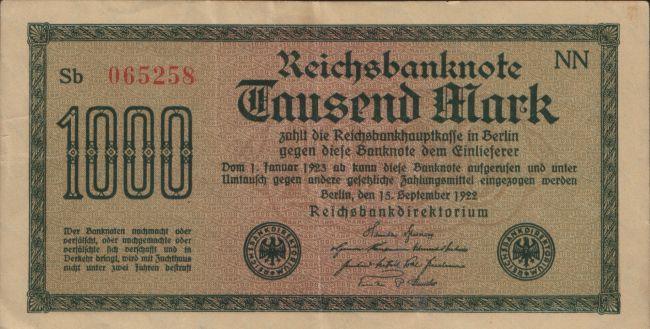 Sb 065258
Reichsbanknote NN
Tausend Mark
1000
zahlt die Reichsbankhauptkasse in Berlin
gegen diese Banknote dem Einlieferer
Vom 1. Januar 1923 ab kann diese Banknote aufgerufen und unter
Umtausch gegen andere gesetzliche Zahlungsmittel eingezogen werden
Berlin, den 15. September 1922
Reichsbankdirektorium
Wer Banknoten nachmacht oder
verfälscht, oder nachgemachte oder
verfälschte sich verschafft und in
Verkehr bringt, wird mit Zuchthaus
nicht unter zwei Jahren bestraft
REICHSBANKDIREKTORIUM
REICHSBANKDIREKTORIUM